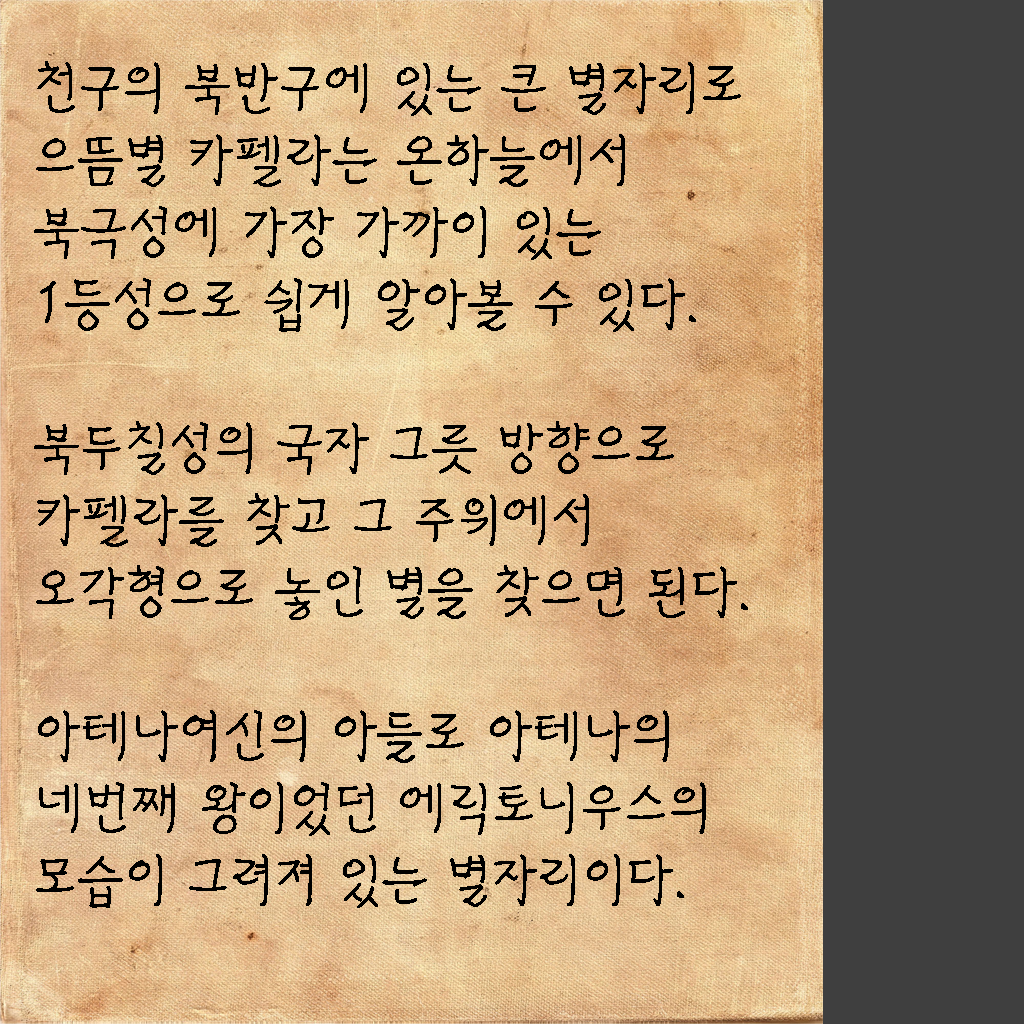 천구의 북반구에 있는 큰 별자리로
으뜸별 카펠라는 온하늘에서
북극성에 가장 가까이 있는
1등성으로 쉽게 알아볼 수 있다.
북두칠성의 국자 그릇 방향으로
카펠라를 찾고 그 주위에서
오각형으로 놓인 별을 찾으면 된다.
아테나여신의 아들로 아테나의
네번째 왕이었던 에릭토니우스의
모습이 그려져 있는 별자리이다.